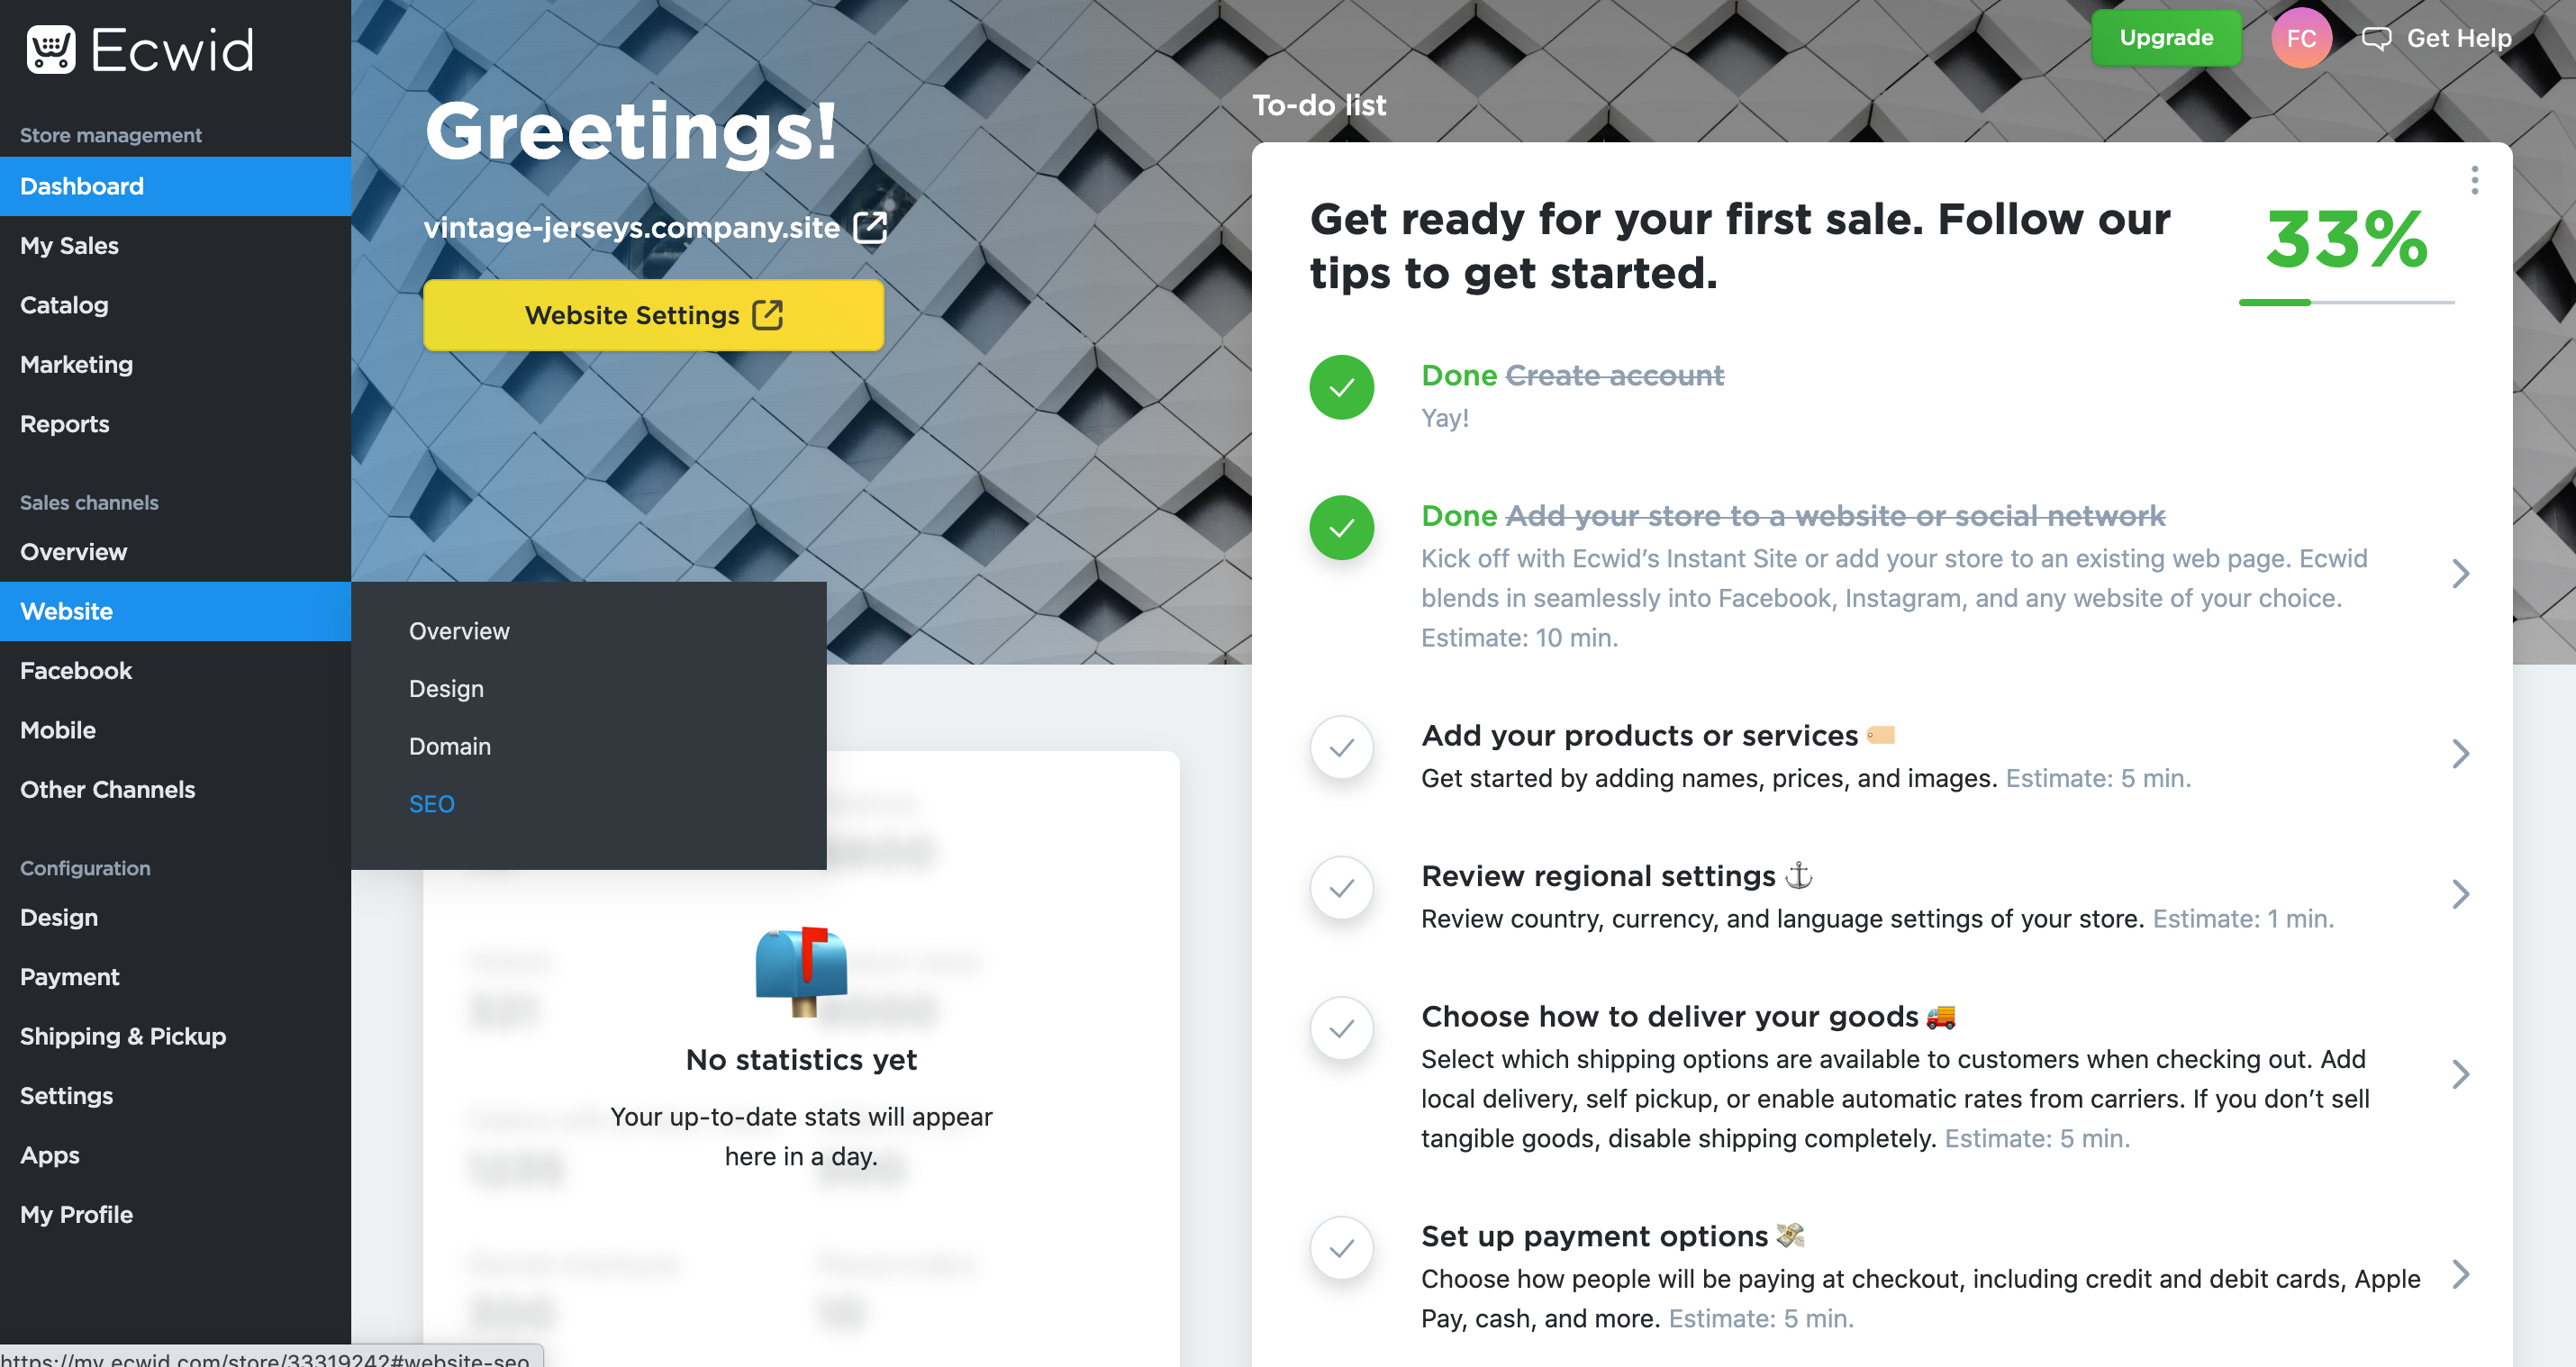 Ecwid
Store management
Dashboard
My Sales
Catalog
Marketing
Reports
Sales channels
Overview
Website
Facebook
Mobile
Other Channels
Configuration
Design
Payment
Shipping & Pickup
Settings
Apps
My Profile
https://my.ecwid.com/store/33319242#website-seo
Overview
Design
Domain
SEO
Greetings!
vintage-jerseys.company.site
Website Settings
No statistics yet
Your up-to-date stats will appear
here in a day.
Upgrade
FC
Get Help
To-do list
Get ready for your first sale. Follow our
tips to get started.
33%
Done Create account
Yay!
Done Add your store to a website or social network
Kick off with Ecwid’s Instant Site or add your store to an existing web page. Ecwid
blends in seamlessly into Facebook, Instagram, and any website of your choice.
Estimate: 10 min.
Add your products or services
Get started by adding names, prices, and images. Estimate: 5 min.
Review regional settings
Review country, currency, and language settings of your store. Estimate: 1 min.
Choose how to deliver your goods
Select which shipping options are available to customers when checking out. Add
local delivery, self pickup, or enable automatic rates from carriers. If you don’t sell
tangible goods, disable shipping completely. Estimate: 5 min.
Set up payment options
Choose how people will be paying at checkout, including credit and debit cards, Apple
Pay, cash, and more. Estimate: 5 min.